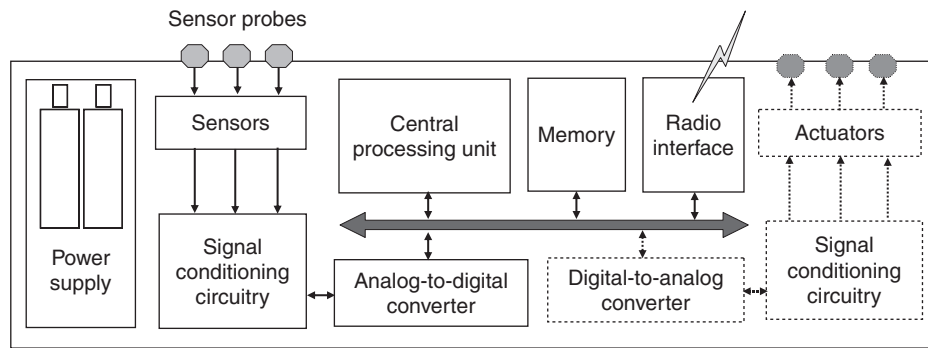 Sensor probes
Power
supply
Sensors
Signal
conditioning
circuitry
Central
processing unit
Memory
Radio
interface
Analog-to-digital
converter
Digital-to-analog
converter
Actuators
Signal
conditioning
circuitry